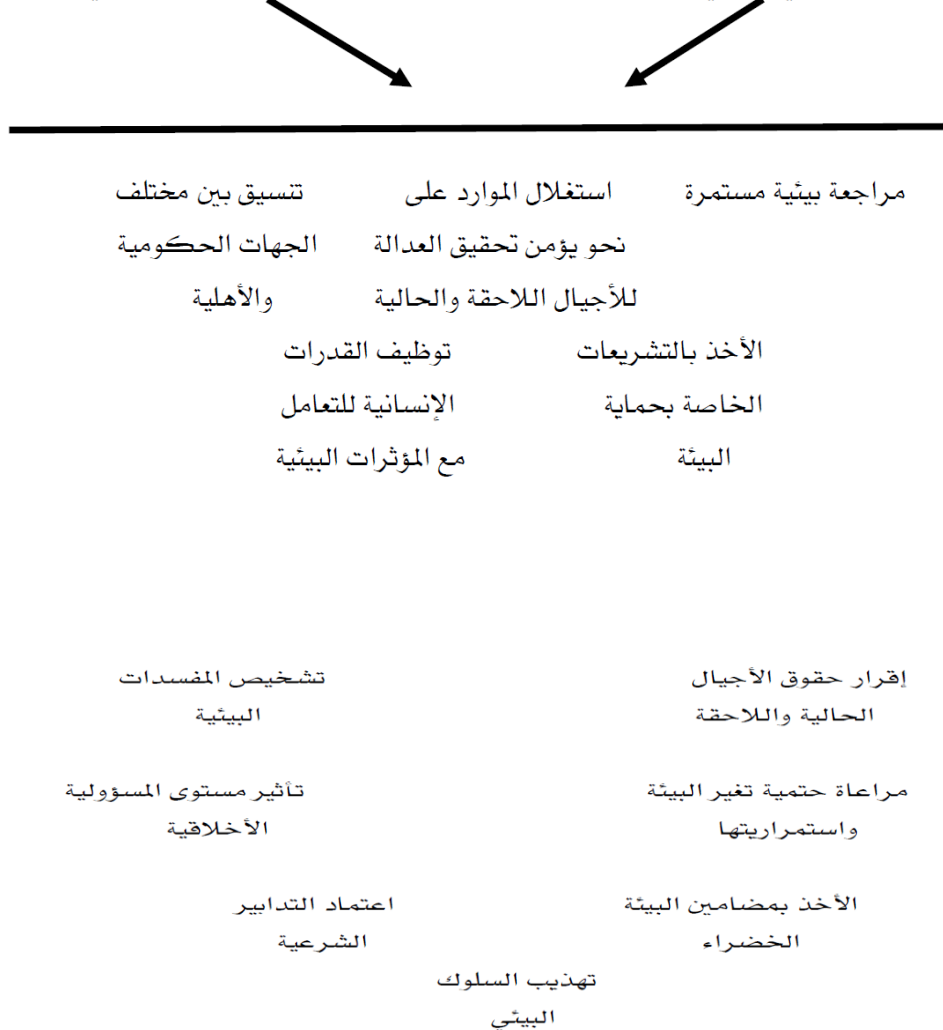 مراجعة بيئية مستمرة
استغلال الموارد على
نحو يؤمن تحقيق العدالة
للأجيال اللاحقة والحالية
تنسيق بين مختلف
الجهات الحكومية
والأهلية
الأخذ بالتشريعات
الخاصة بحماية
البيئة
توظيف القدرات
الإنسانية للتعامل
مع المؤثرات البيئية
إقرار حقوق الأجيال
الحالية واللاحقة
تشخيص المفسدات
البيئية
مراعاة حتمية تغير البيئة
واستمراريتها
تأثير مستوى المسؤولية
الأخلاقية
الأخذ بمضامين البيئة
الخضراء
اعتماد التدابير
الشرعية
تهذيب السلوك
البيئي